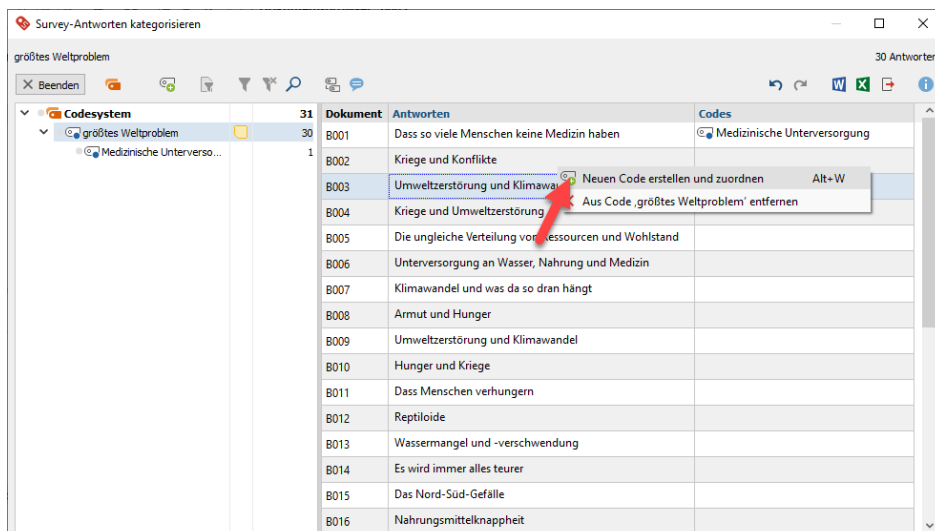 Survey-Antworten kategorisieren
größtes Weltproblem 30 Antworten
Beenden
Codesystem 31
größtes Weltproblem 30
Medizinische Unterverso... 1
Dokument Antworten Codes
B001 Dass so viele Menschen keine Medizin haben Medizinische Unterversorgung
B002 Kriege und Konflikte
B003 Umweltzerstörung und
Neuen Code erstellen und zuordnen Alt+W
Aus Code ‚größtes Weltproblem' entfernen
B004 Kriege und Umweltzerstörung
B005 Die ungleiche Verteilung von Ressourcen und Wohlstand
B006 Unterversorgung an Wasser, Nahrung und Medizin
B007 Klimawandel und was da so dran hängt
B008 Armut und Hunger
B009 Umweltzerstörung und Klimawandel
B010 Hunger und Kriege
B011 Dass Menschen verhungern
B012 Reptiloide
B013 Wassermangel und -verschwendung
B014 Es wird immer alles teurer
B015 Das Nord-Süd-Gefälle
B016 Nahrungsmittelknappheit